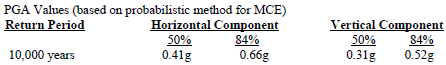 PGA Values (based on probabilistic method for MCE)
Return Period Horizontal Component Vertical Component
50% 84% 50% 84%
10,000 years 0.41g 0.66g 0.31g 0.52g